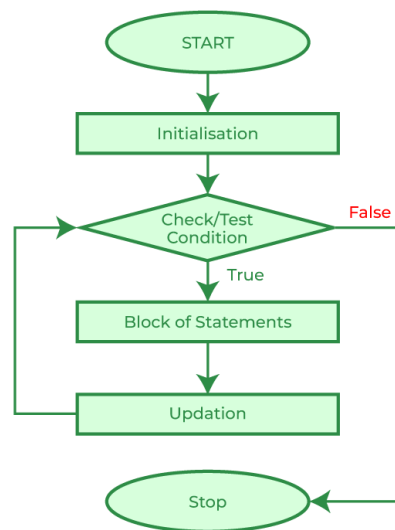 START
Initialisation
Check/Test
Condition
False
True
Block of Statements
Updation
Stop